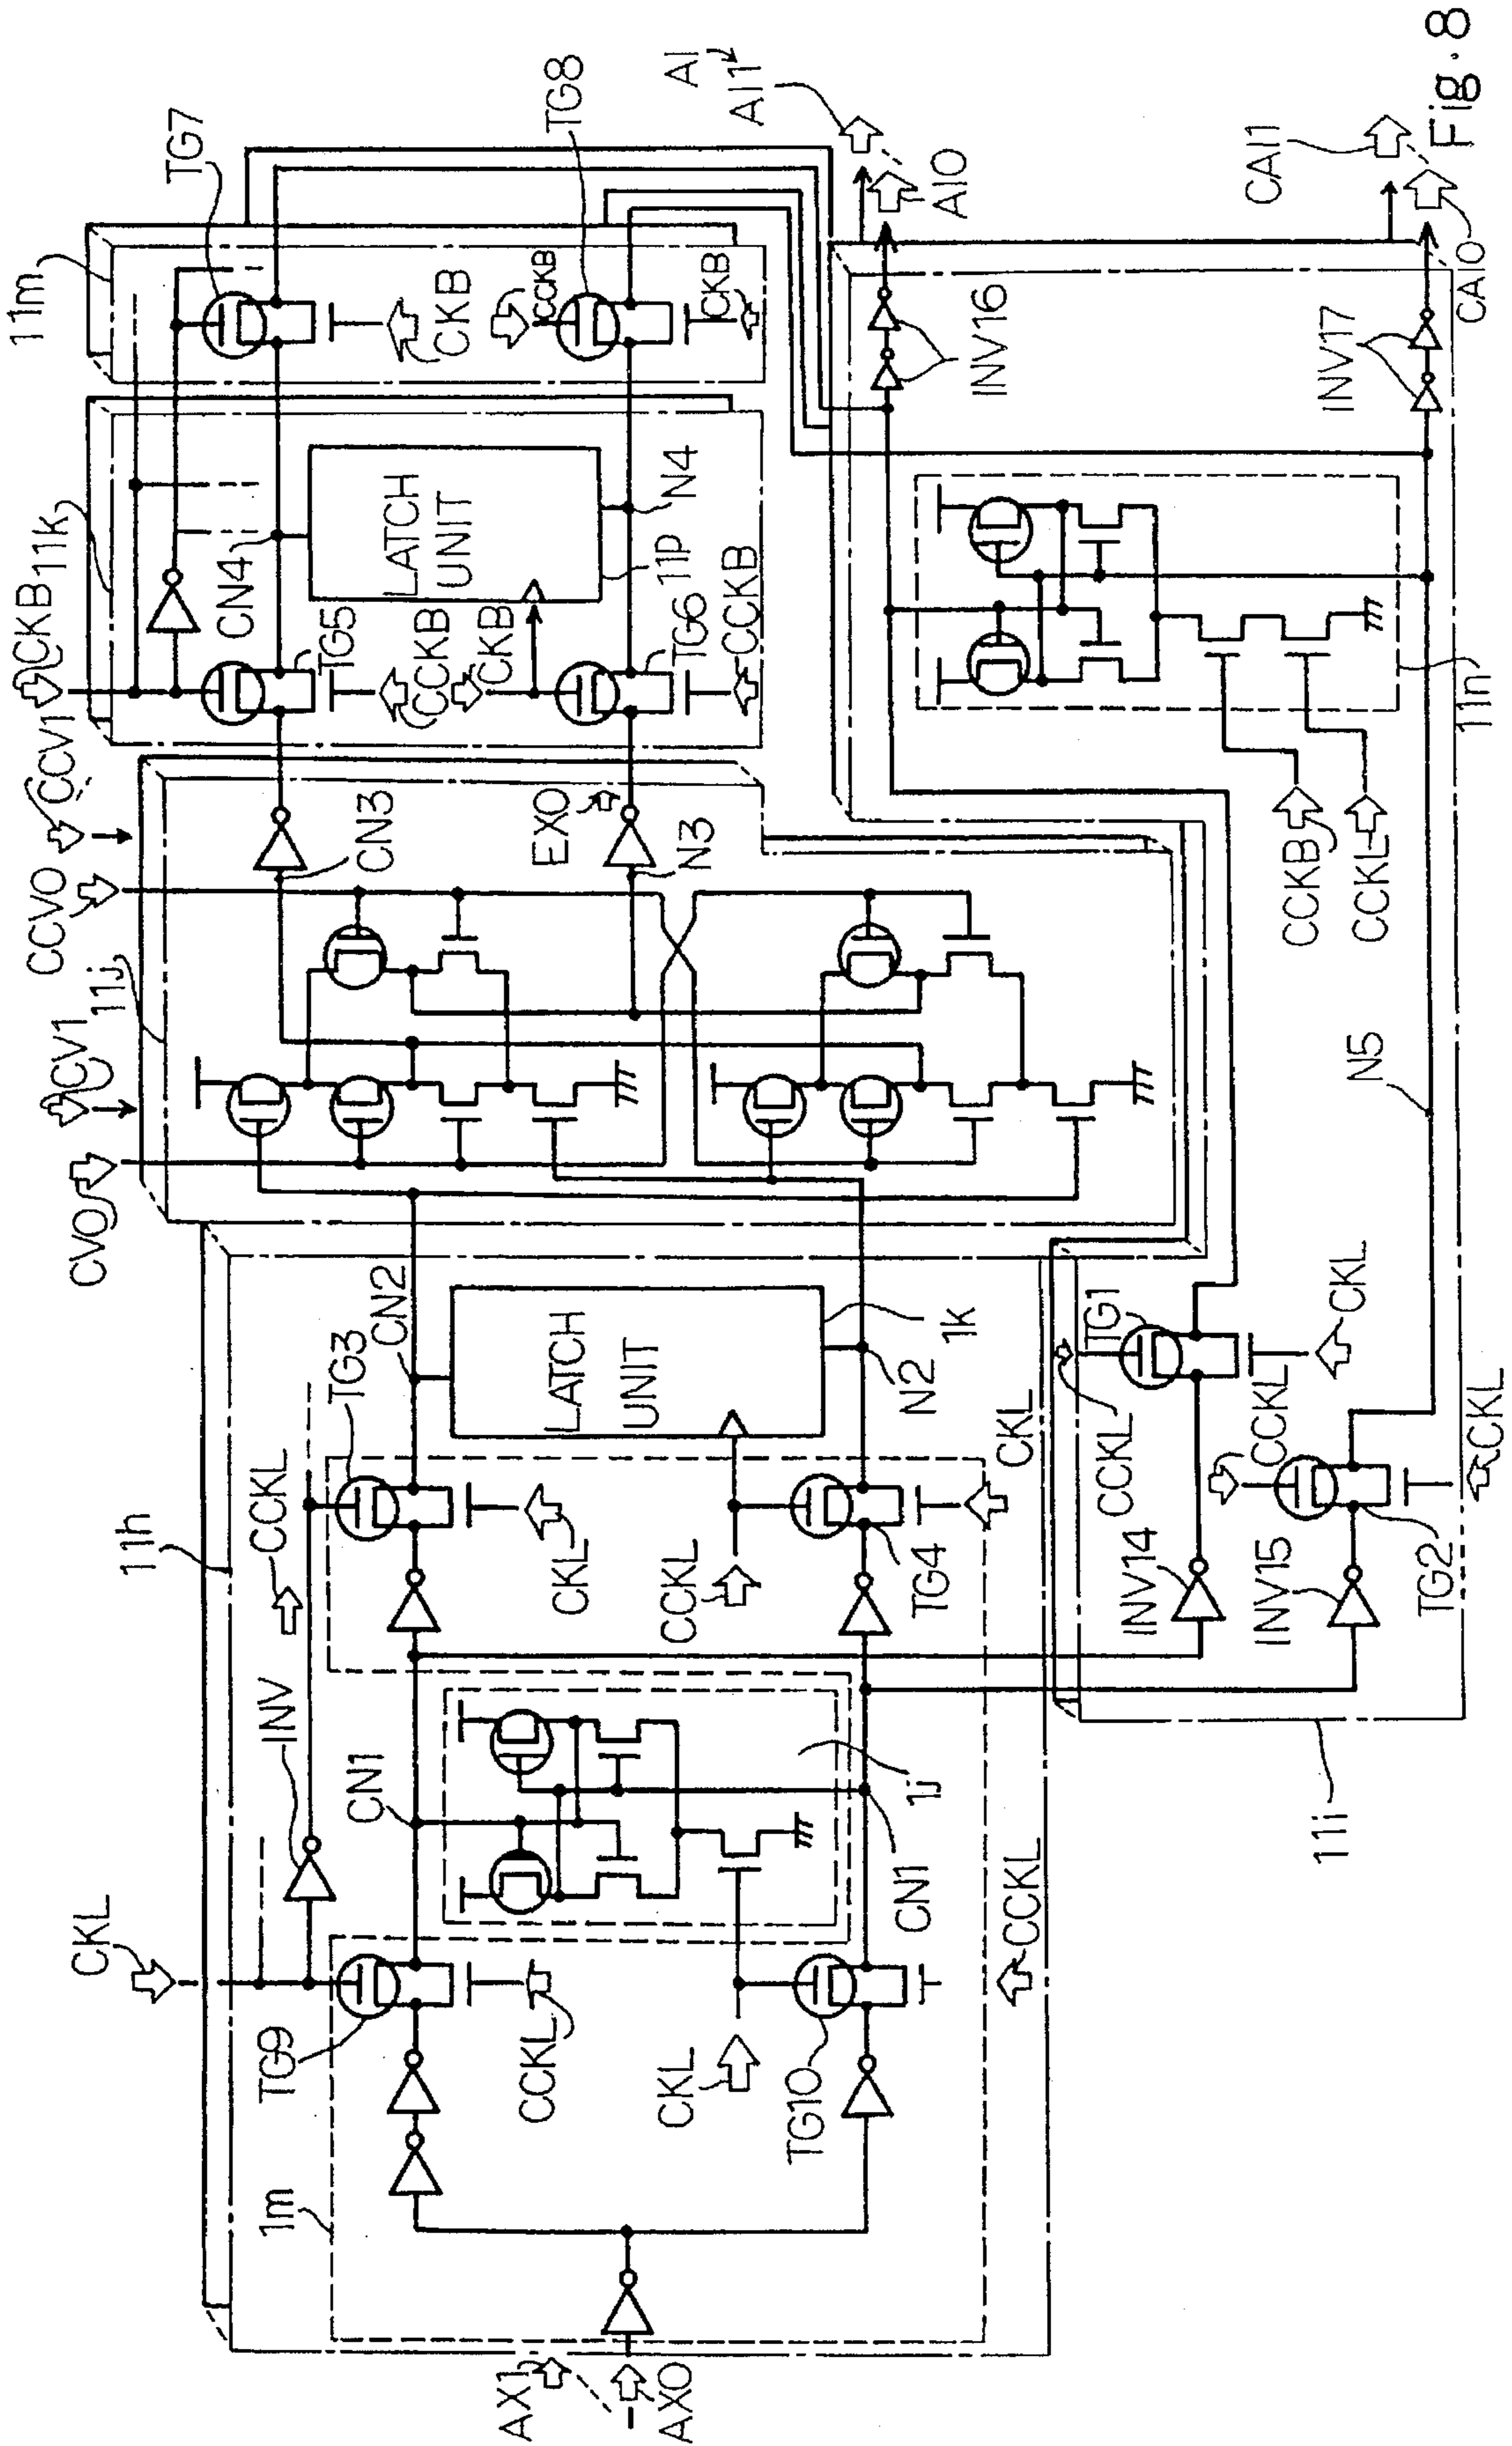 11m
TG7
TG8
CKB
CCKB
CKB
AI
AI1
AI0
CAI1
CAI0
Fig. 8
CKB
11k
CN4
LATCH
UNIT
11p
N4
TG5
CCKB
CKB
TG6
CCKB
INV16
INV17
11n
CCKB
CCKL
N5
CCV1
CCV0
CN3
EX0
N3
11j
CV1
CV0
11h
CCKL
TG3
CN2
LATCH
UNIT
1k
N2
CKL
CCKL
TG4
CKL
TG1
CKL
CCKL
CCKL
CKL
INV14
INV15
TG2
11i
INV
CN1
1j
CN1
CKL
TG9
CCKL
CKL
TG10
CCKL
1m
AX1
AX0